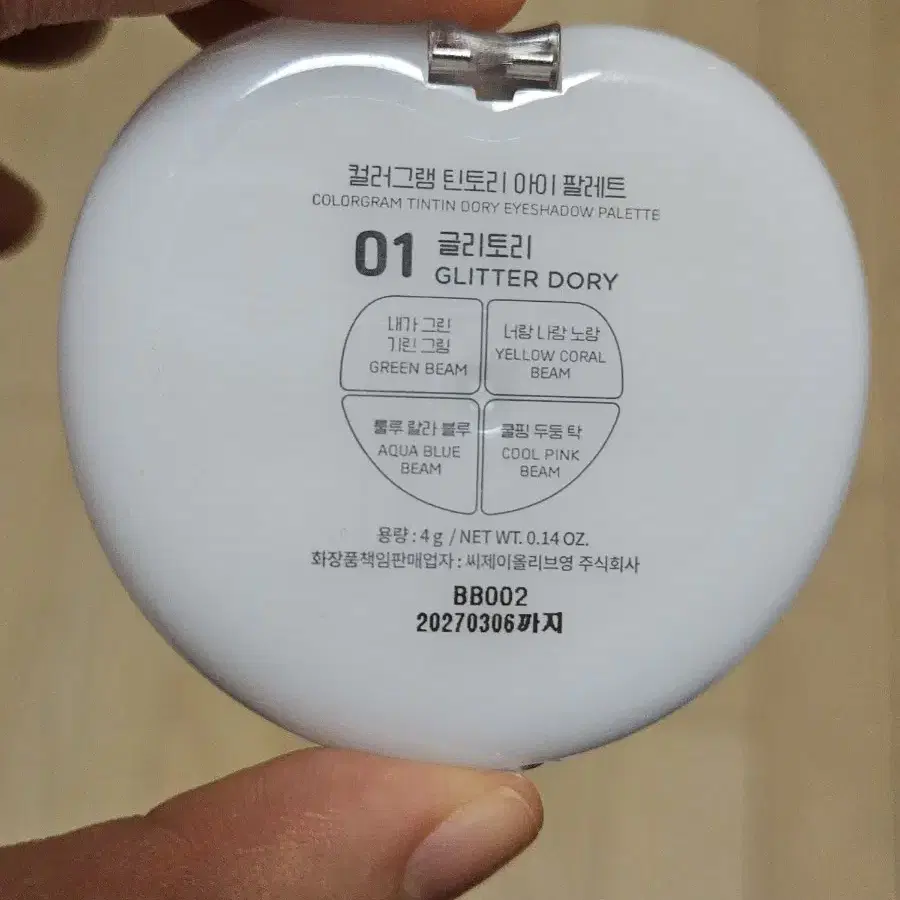 컬러그램 틴토리 아이 팔레트
COLORGRAM TINTIN DORY EYESHADOW PALETTE
01 글리토리
GLITTER DORY
내가 그린
기린 그림
GREEN BEAM
너랑 나랑 노랑
YELLOW CORAL
BEAM
룰루 랄라 블루
AQUA BLUE
BEAM
쿨핑 두둠 탁
COOL PINK
BEAM
용량 : 4 g / NET WT. 0.14 OZ.
화장품책임판매업자 : 씨제이올리브영 주식회사
BB002
20270306까지